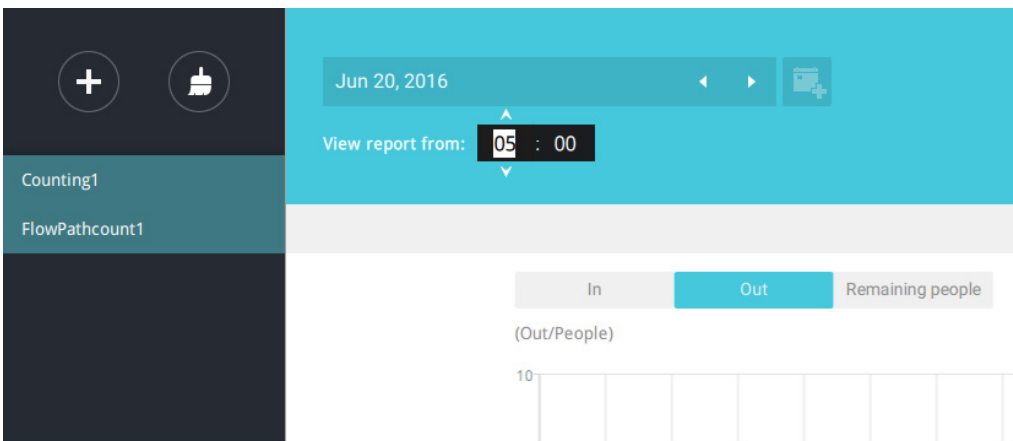 Jun 20, 2016
View report from: 05 : 00
Counting1
FlowPathcount1
In Out Remaining people
(Out/People)
10